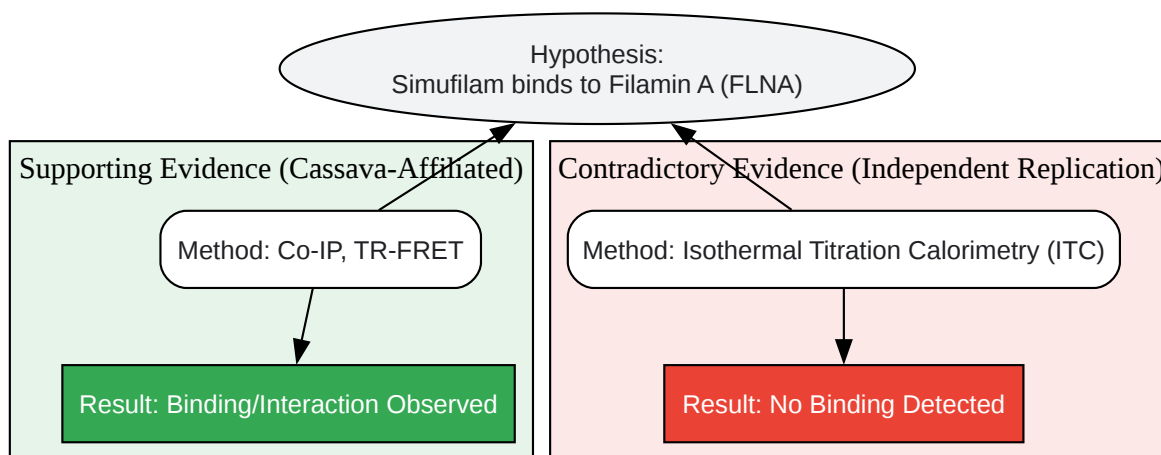 Hypothesis:
Simufilam binds to Filamin A (FLNA)
Supporting Evidence (Cassava-Affiliated)
Contradictory Evidence (Independent Replication)
Method: Co-IP, TR-FRET
Method: Isothermal Titration Calorimetry (ITC)
Result: Binding/Interaction Observed
Result: No Binding Detected